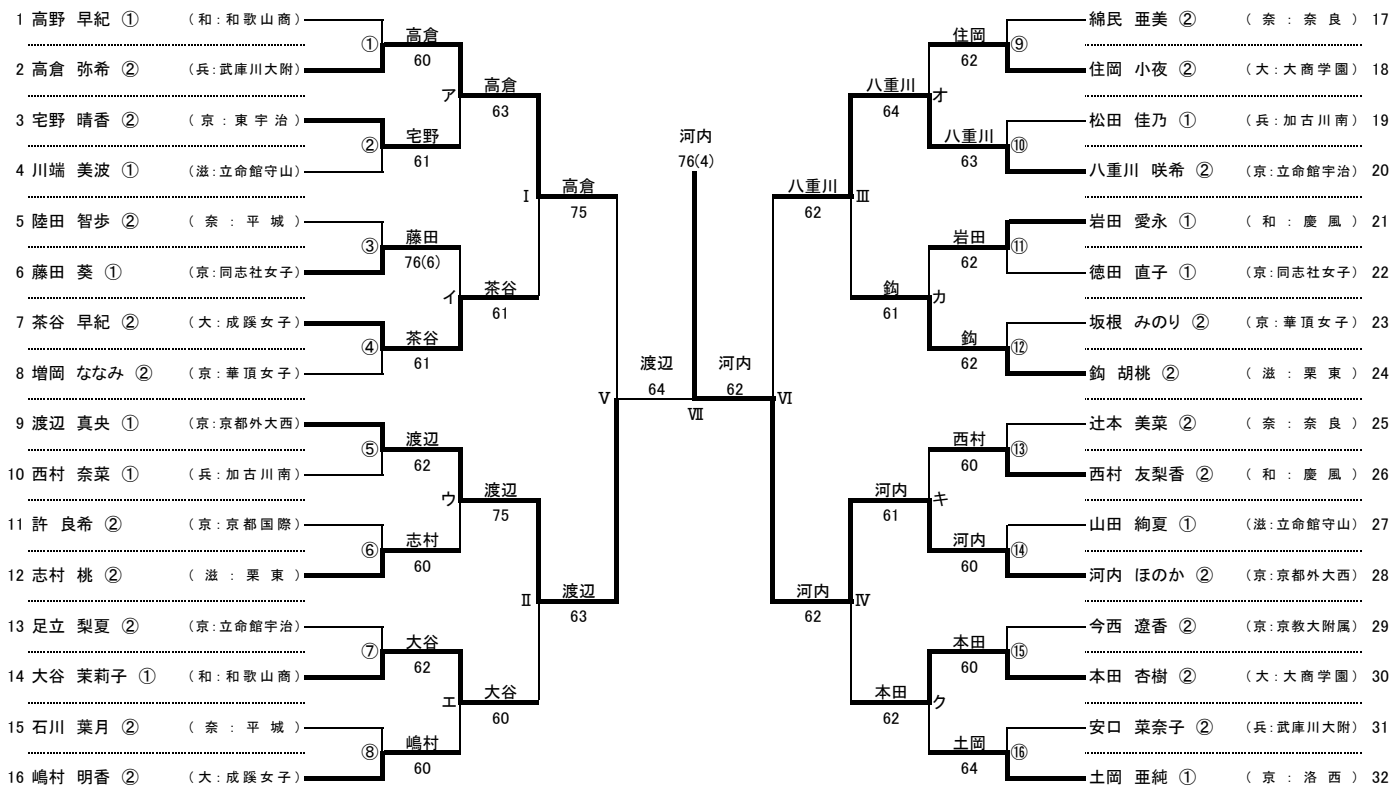 1 高野 早紀 ① (和:和歌山商)
2 高倉 弥希 ② (兵:武庫川大附)
3 宅野 晴香 ② (京:東宇治)
4 川端 美波 ① (滋:立命館守山)
5 陸田 智歩 ② (奈:平城)
6 藤田 葵 ① (京:同志社女子)
7 茶谷 早紀 ② (大:成蹊女子)
8 増岡 ななみ ② (京:華頂女子)
9 渡辺 真央 ① (京:京都外大西)
10 西村 奈菜 ① (兵:加古川南)
11 許 良希 ② (京:京都国際)
12 志村 桃 ② (滋:栗東)
13 足立 梨夏 ② (京:立命館宇治)
14 大谷 茉莉子 ① (和:和歌山商)
15 石川 葉月 ② (奈:平城)
16 嶋村 明香 ② (大:成蹊女子)
① 高倉
60
② 宅野
61
③ 藤田
76(6)
④ 茶谷
61
⑤ 渡辺
62
⑥ 志村
60
⑦ 大谷
62
⑧ 嶋村
60
ア 高倉
63
イ 茶谷
61
ウ 渡辺
75
エ 大谷
60
Ⅰ 高倉
75
Ⅱ 渡辺
63
Ⅴ 渡辺
64
河内
76(4)
Ⅶ
河内 Ⅵ
62
八重川 Ⅲ
62
河内 Ⅳ
62
八重川 オ
64
鈎 カ
61
河内 キ
61
本田 ク
62
住岡 ⑨
62
八重川 ⑩
63
岩田 ⑪
62
鈎 ⑫
62
西村 ⑬
60
河内 ⑭
60
本田 ⑮
60
土岡 ⑯
64
綿民 亜美 ② (奈:奈良) 17
住岡 小夜 ② (大:大商学園) 18
松田 佳乃 ① (兵:加古川南) 19
八重川 咲希 ② (京:立命館宇治) 20
岩田 愛永 ① (和:慶風) 21
徳田 直子 ① (京:同志社女子) 22
坂根 みのり ② (京:華頂女子) 23
鈎 胡桃 ② (滋:栗東) 24
辻本 美菜 ② (奈:奈良) 25
西村 友梨香 ② (和:慶風) 26
山田 絢夏 ① (滋:立命館守山) 27
河内 ほのか ② (京:京都外大西) 28
今西 遼香 ② (京:京教大附属) 29
本田 杏樹 ② (大:大商学園) 30
安口 菜奈子 ② (兵:武庫川大附) 31
土岡 亜純 ① (京:洛西) 32